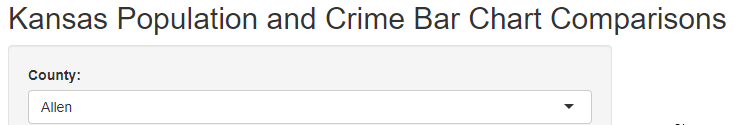 Kansas Population and Crime Bar Chart Comparisons
County:
Allen